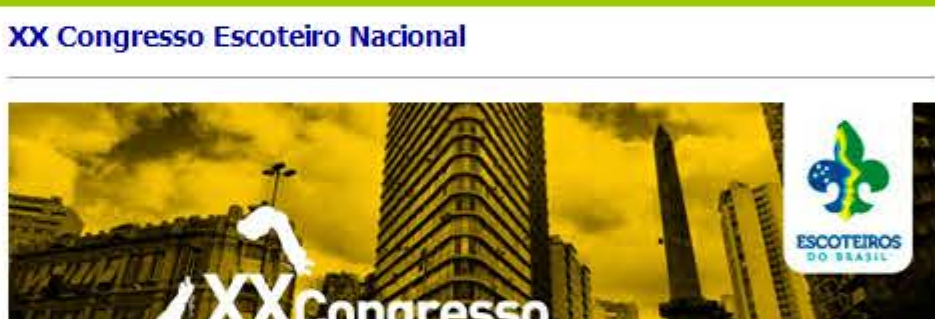 XX Congresso Escoteiro Nacional
ESCOTEIROS
DO BRASIL
XX Congresso